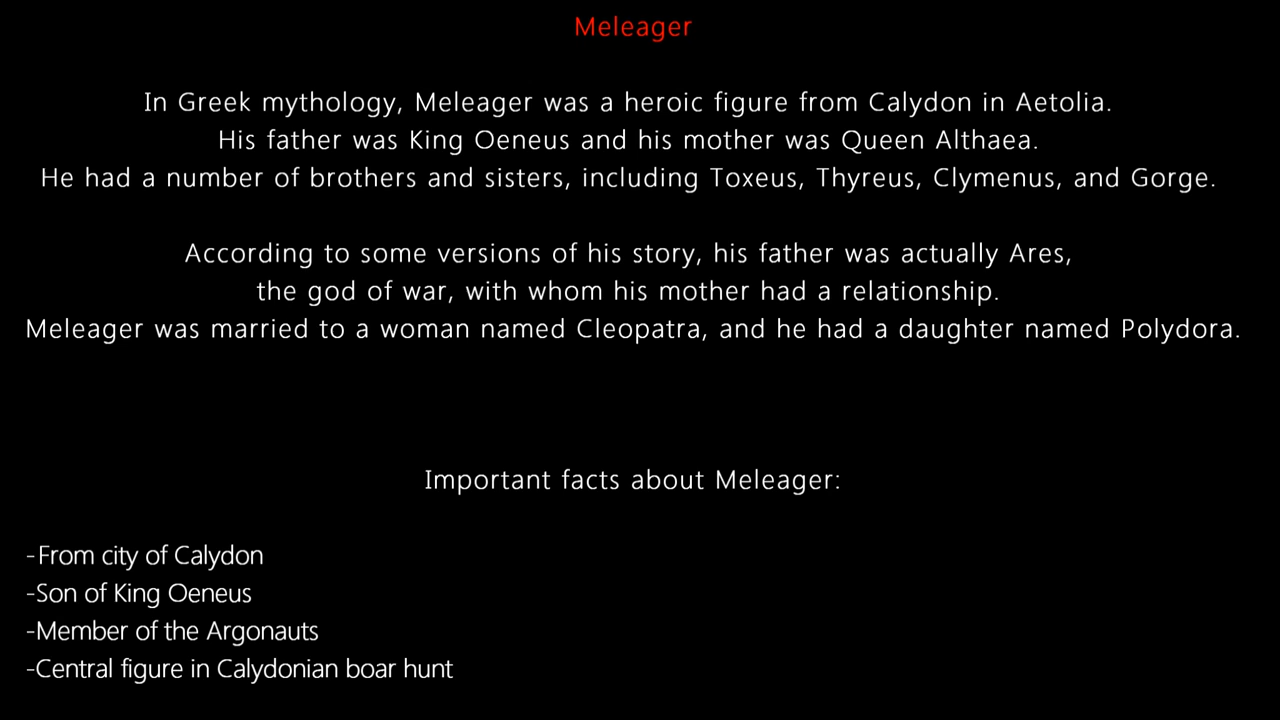 Meleager
In Greek mythology, Meleager was a heroic figure from Calydon in Aetolia.
His father was King Oeneus and his mother was Queen Althaea.
He had a number of brothers and sisters, including Toxeus, Thyreus, Clymenus, and Gorge.
According to some versions of his story, his father was actually Ares,
the god of war, with whom his mother had a relationship.
Meleager was married to a woman named Cleopatra, and he had a daughter named Polydora.
Important facts about Meleager:
-From city of Calydon
-Son of King Oeneus
-Member of the Argonauts
-Central figure in Calydonian boar hunt